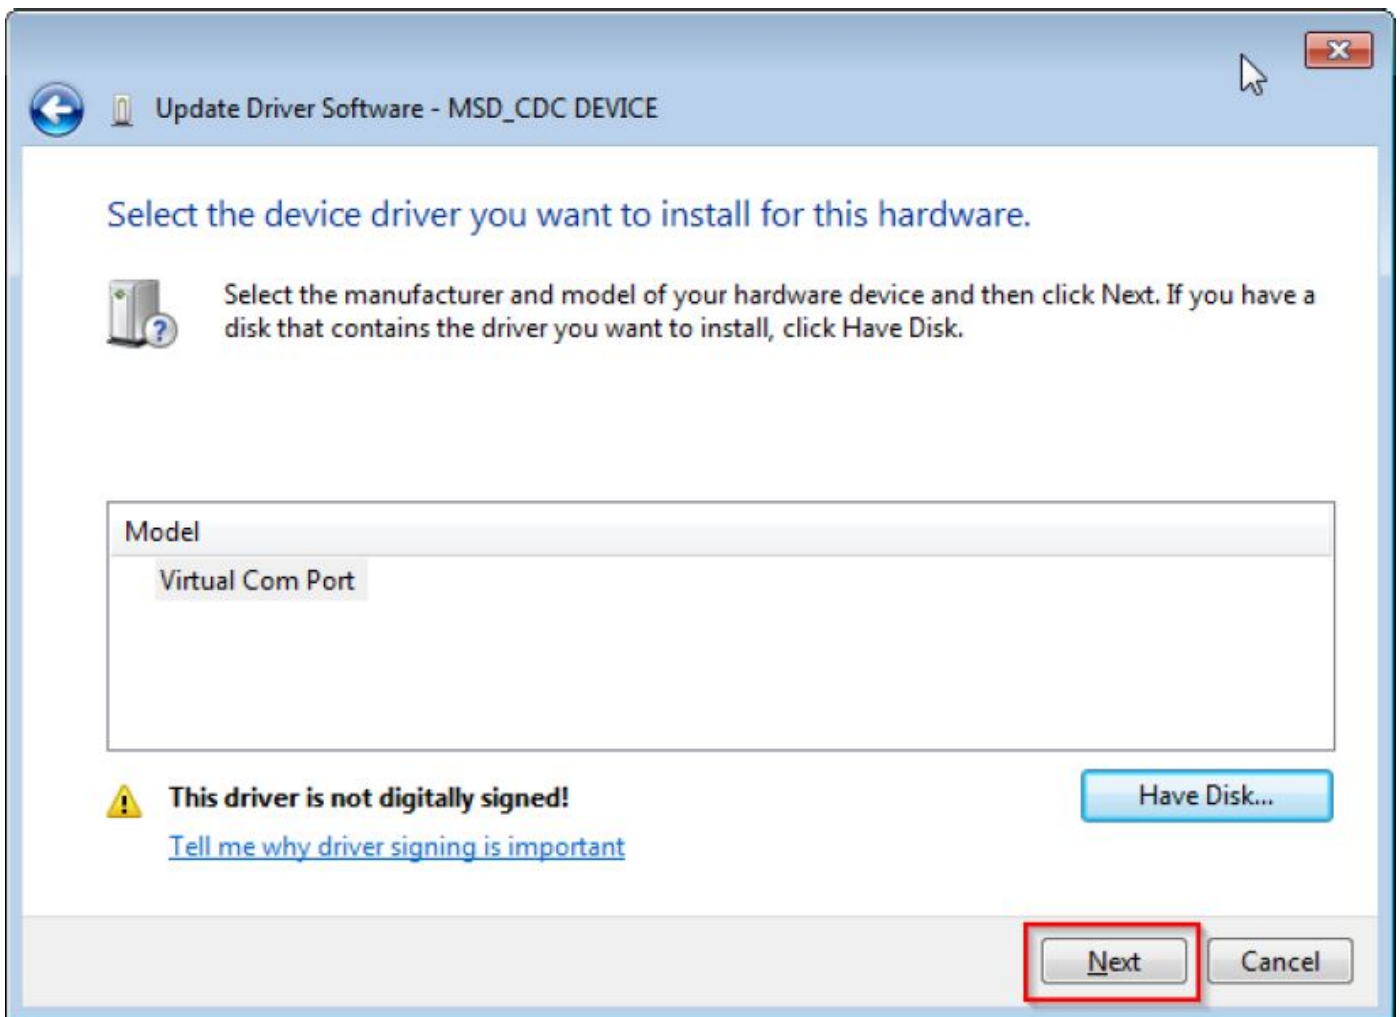 Update Driver Software - MSD_CDC DEVICE
Select the device driver you want to install for this hardware.
Select the manufacturer and model of your hardware device and then click Next. If you have a
disk that contains the driver you want to install, click Have Disk.
Model
Virtual Com Port
This driver is not digitally signed!
Have Disk...
Tell me why driver signing is important
Next
Cancel